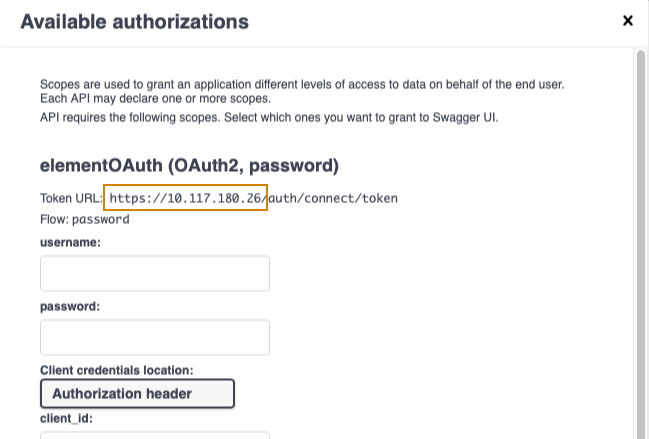 Available authorizations
x
Scopes are used to grant an application different levels of access to data on behalf of the end user.
Each API may declare one or more scopes.
API requires the following scopes. Select which ones you want to grant to Swagger UI.
elementOAuth (OAuth2, password)
Token URL: https://10.117.180.26/auth/connect/token
Flow: password
username:
password:
Client credentials location:
Authorization header
client_id: